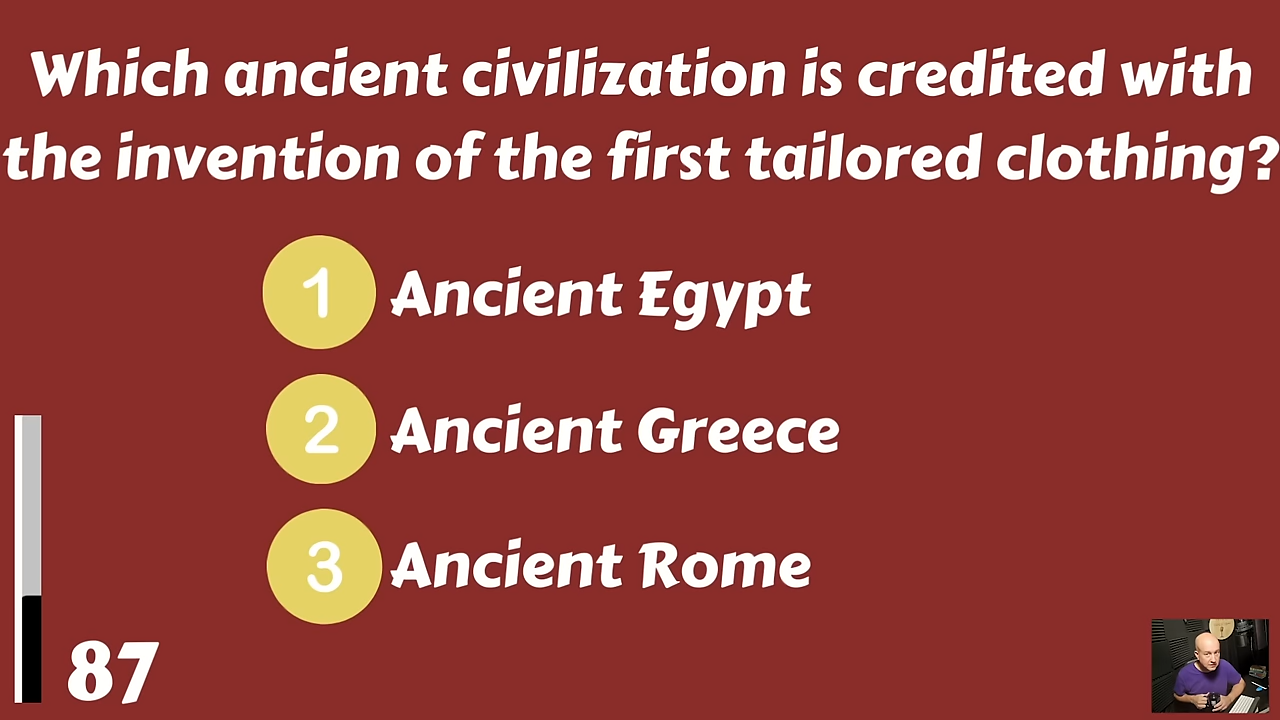 Which ancient civilization is credited with
the invention of the first tailored clothing?
1 Ancient Egypt
2 Ancient Greece
3 Ancient Rome
87